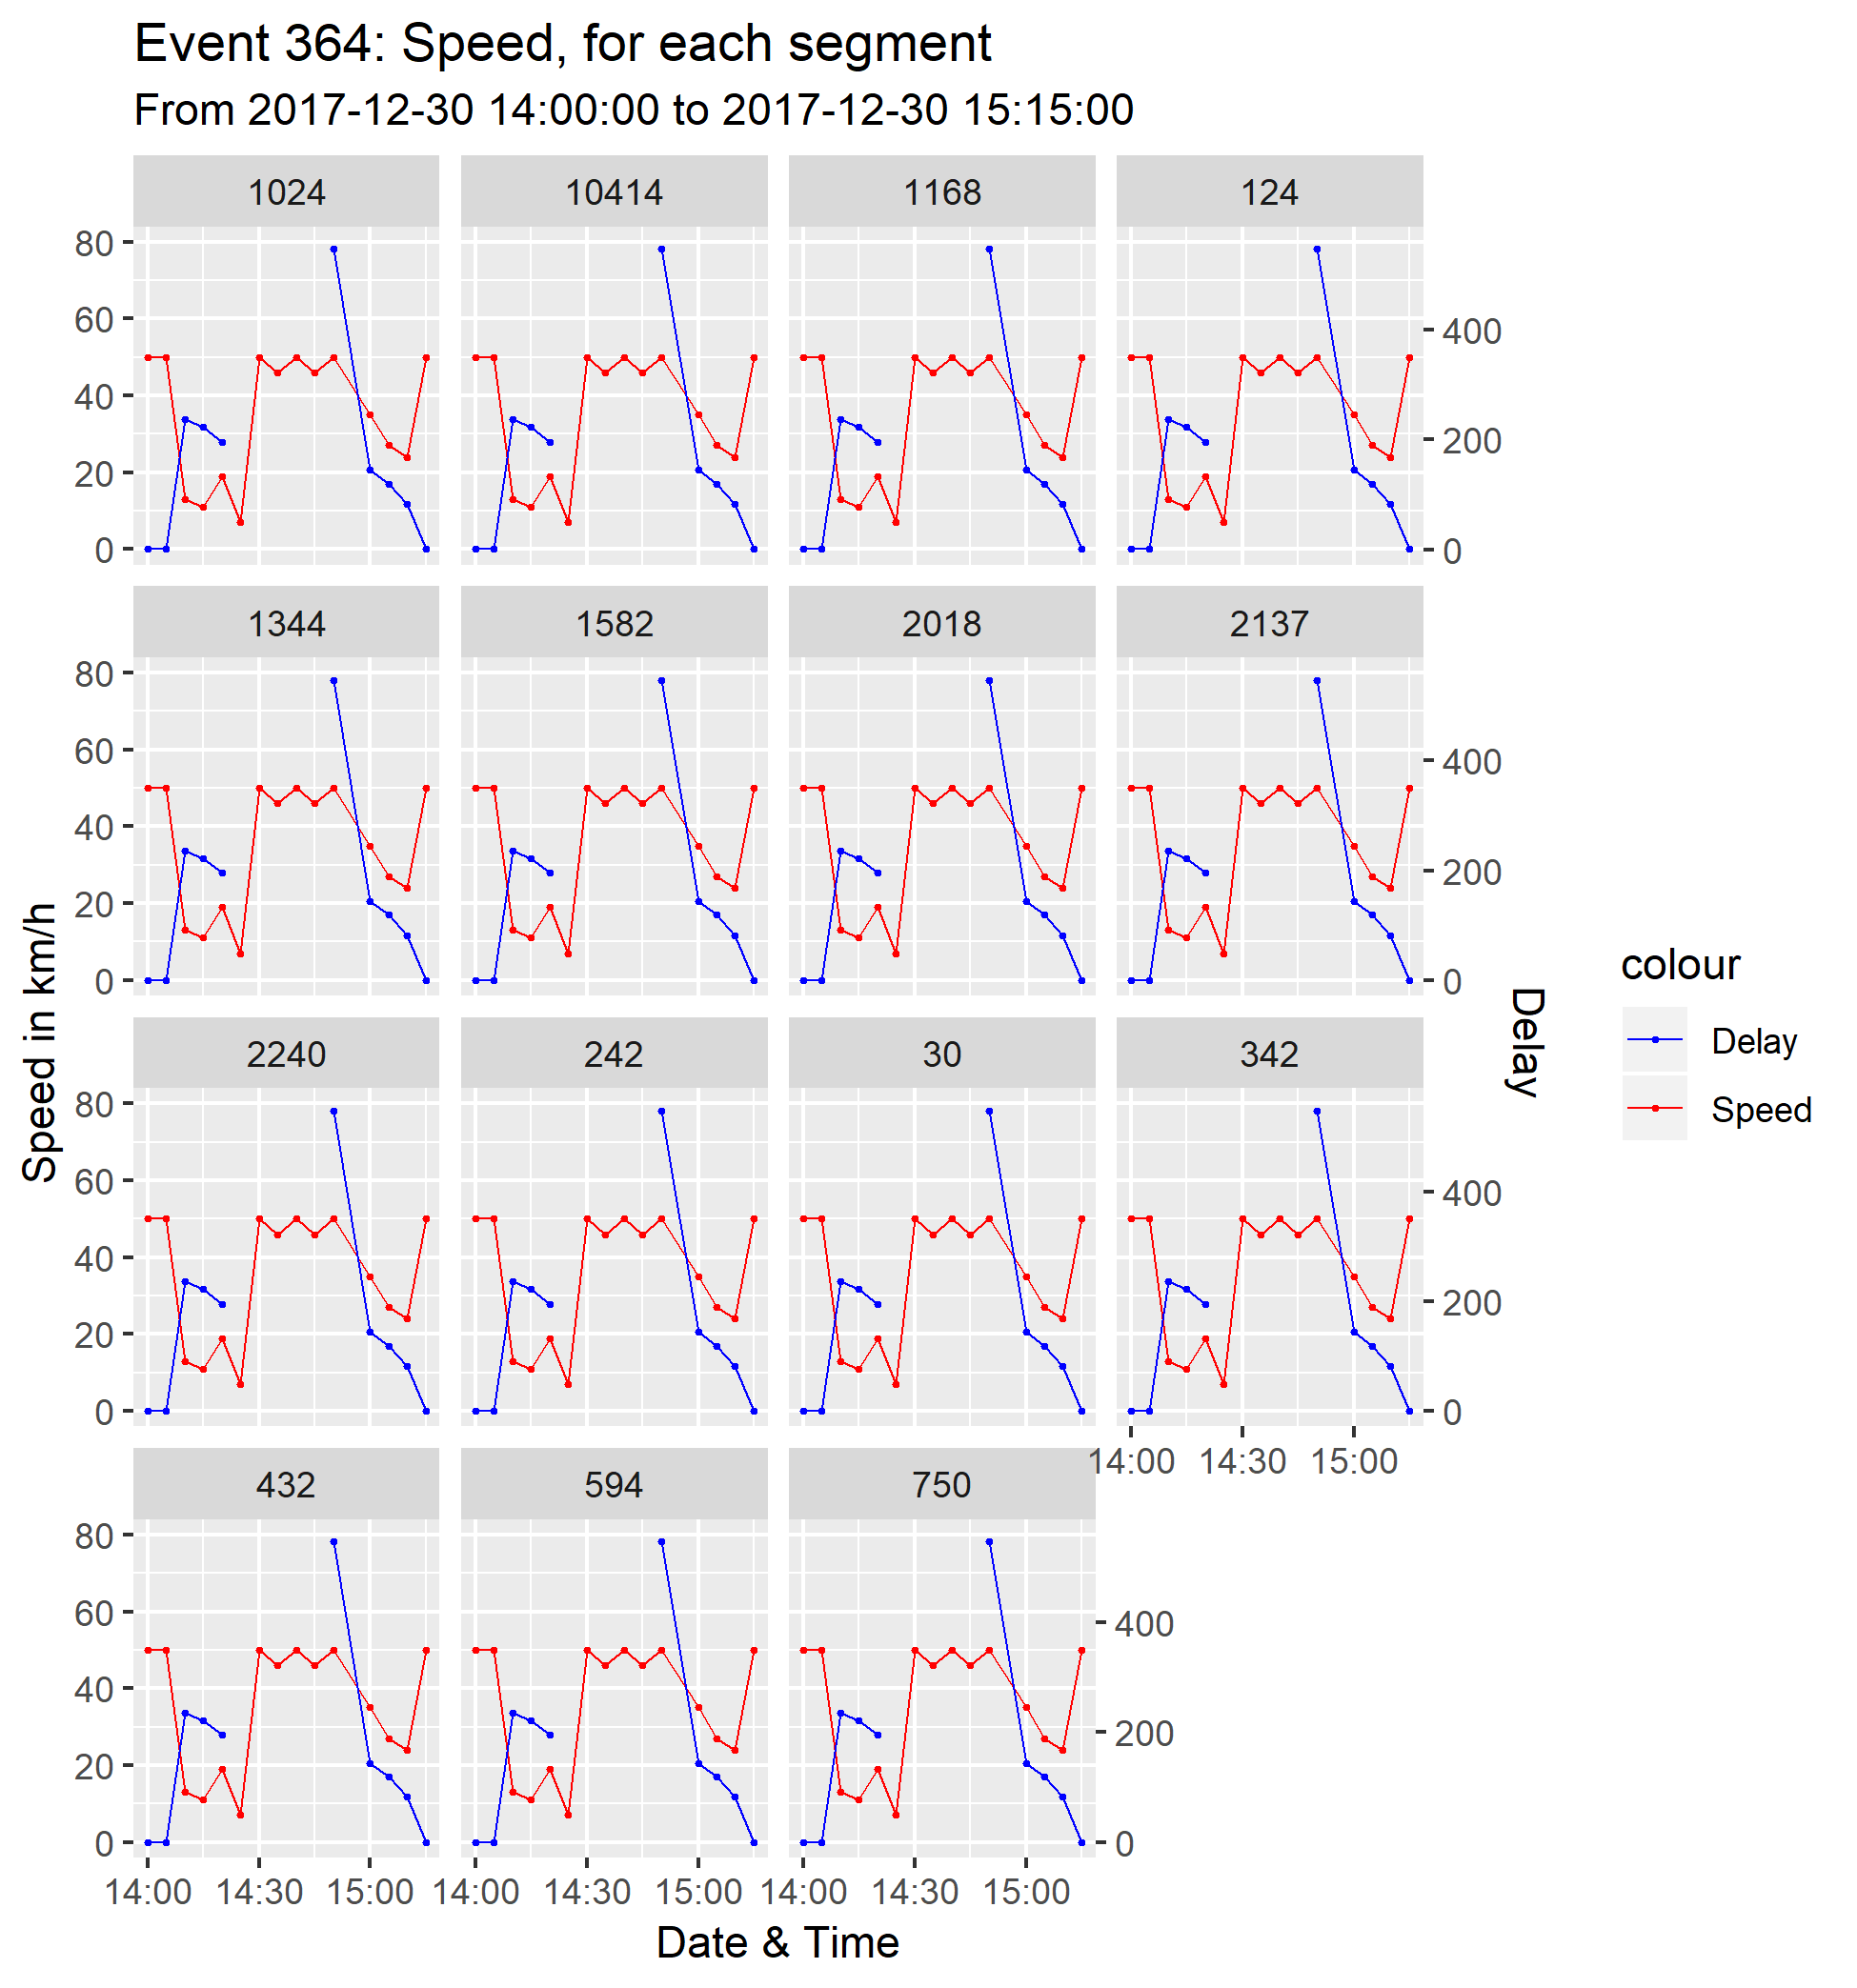 Event 364: Speed, for each segment
From 2017-12-30 14:00:00 to 2017-12-30 15:15:00
1024 10414 1168 124
80
60
40
20
0
400
200
0
1344 1582 2018 2137
80
60
40
20
0
400
200
0
2240 242 30 342
80
60
40
20
0
400
200
0
14:00 14:30 15:00
432 594 750
80
60
40
20
0
400
200
0
14:00 14:30 15:00 14:00 14:30 15:00 14:00 14:30 15:00
Date & Time
Speed in km/h
Delay
colour
Delay
Speed